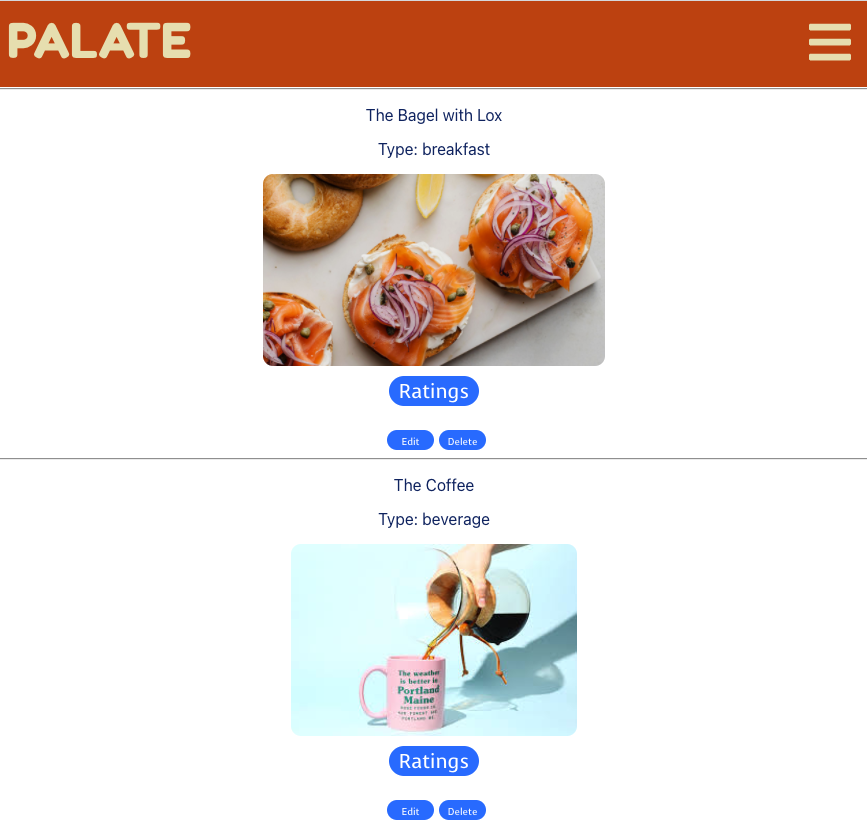 PALATE
The Bagel with Lox
Type: breakfast
Ratings
Edit Delete
The Coffee
Type: beverage
The weather
is better in
Portland
Maine
Ratings
Edit Delete